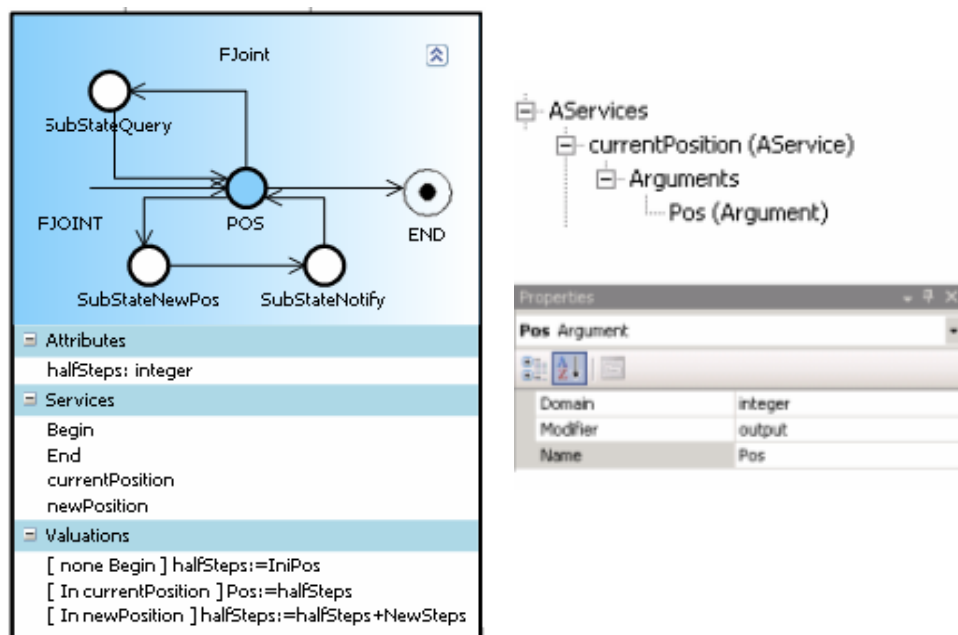 FJoint
SubStateQuery
FJOINT
POS
END
SubStateNewPos
SubStateNotify
Attributes
halfSteps: integer
Services
Begin
End
currentPosition
newPosition
Valuations
[ none Begin ] halfSteps:=IniPos
[ In currentPosition ] Pos:=halfSteps
[ In newPosition ] halfSteps:=halfSteps+NewSteps
AServices
currentPosition (AService)
Arguments
Pos (Argument)
Properties
Pos Argument
Domain integer
Modifier output
Name Pos